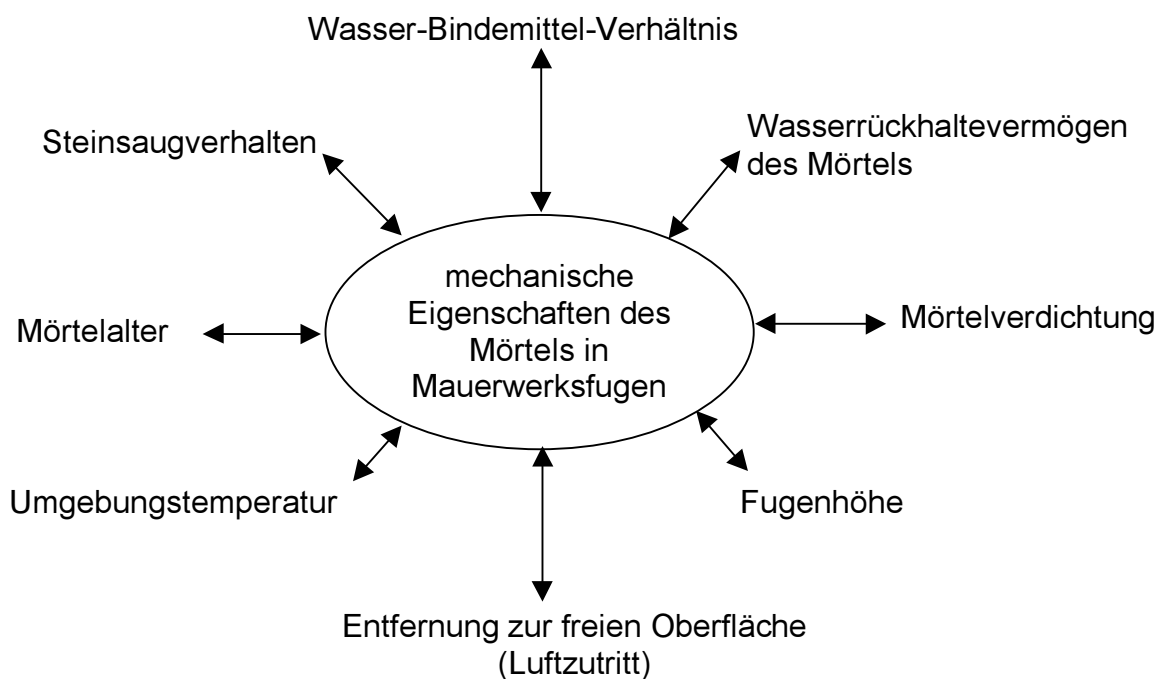 Wasser-Bindemittel-Verhältnis
Steinsaugverhalten
Wasserrückhaltevermögen
des Mörtels
mechanische
Eigenschaften des
Mörtels in
Mauerwerksfugen
Mörtelalter
Mörtelverdichtung
Umgebungstemperatur
Fugenhöhe
Entfernung zur freien Oberfläche
(Luftzutritt)